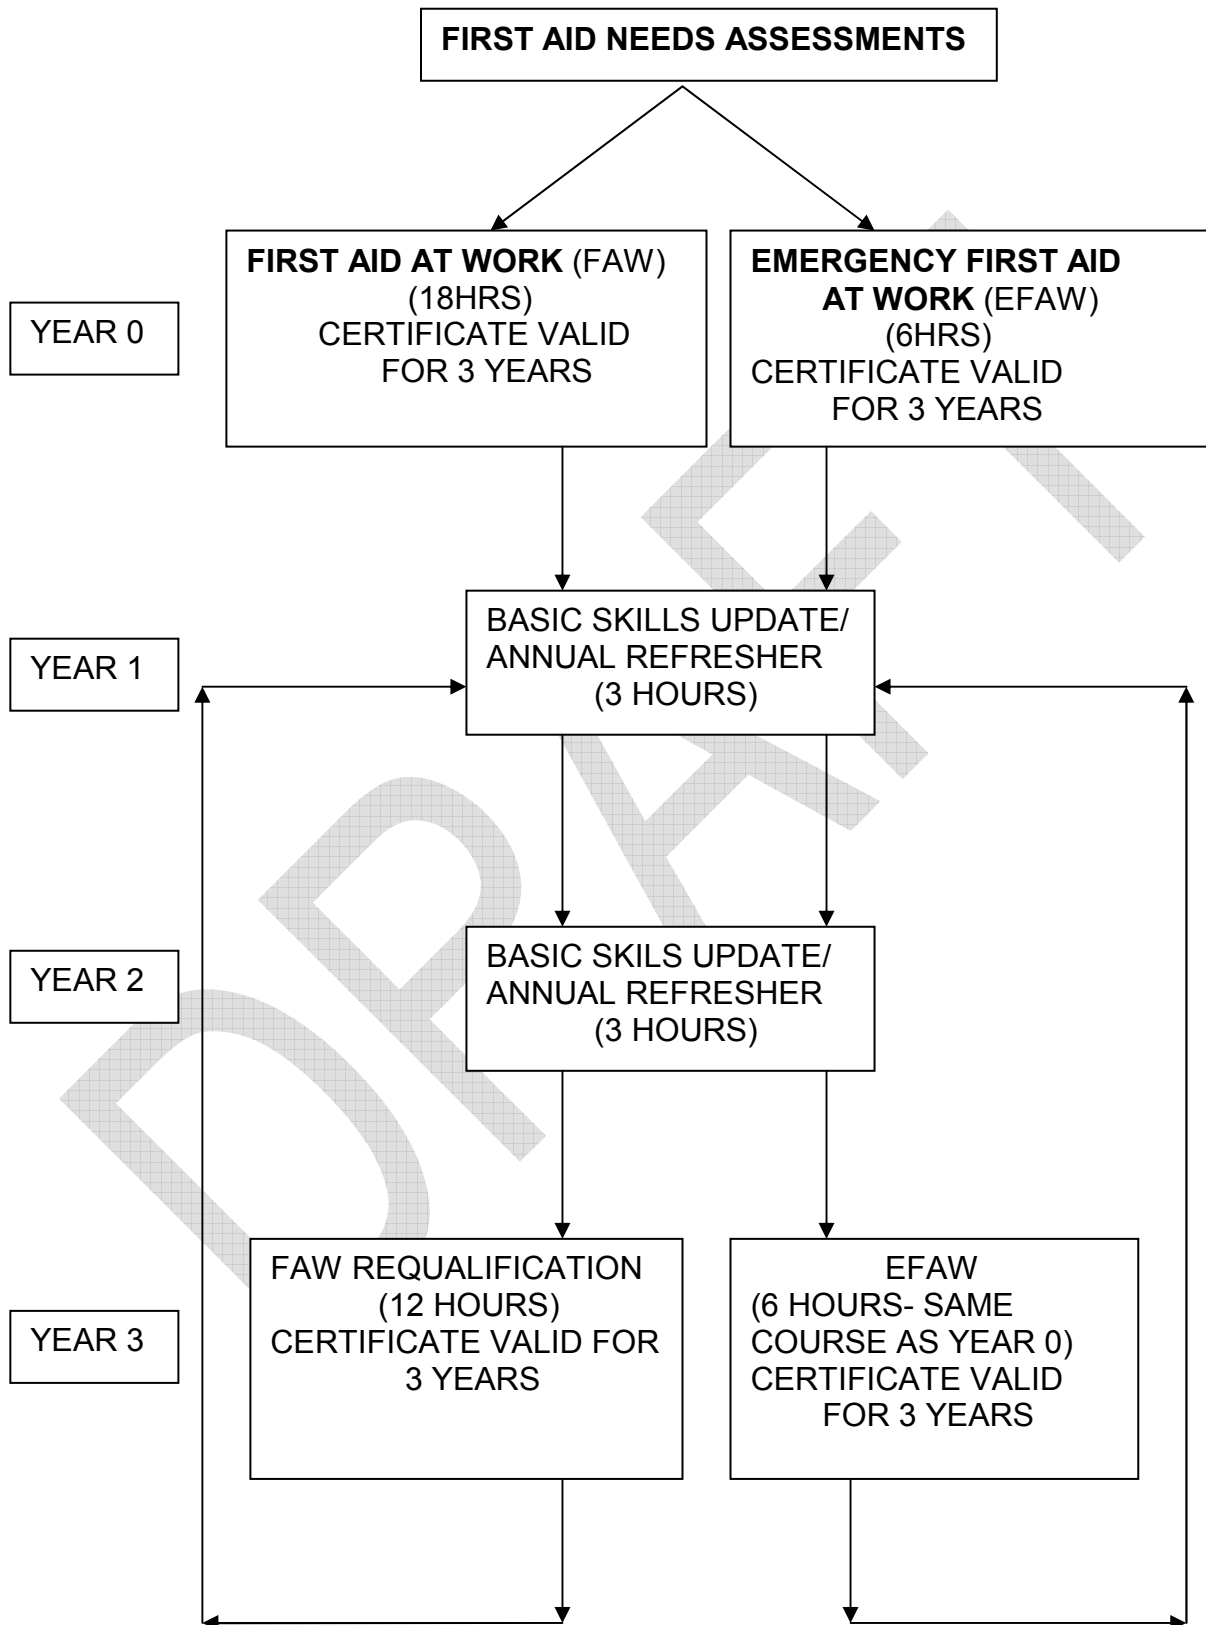 FIRST AID NEEDS ASSESSMENTS
FIRST AID AT WORK (FAW)
(18HRS)
CERTIFICATE VALID
FOR 3 YEARS
EMERGENCY FIRST AID
AT WORK (EFAW)
(6HRS)
CERTIFICATE VALID
FOR 3 YEARS
YEAR 0
BASIC SKILLS UPDATE/
ANNUAL REFRESHER
(3 HOURS)
YEAR 1
BASIC SKILS UPDATE/
ANNUAL REFRESHER
(3 HOURS)
YEAR 2
FAW REQUALIFICATION
(12 HOURS)
CERTIFICATE VALID FOR
3 YEARS
EFAW
(6 HOURS- SAME
COURSE AS YEAR 0)
CERTIFICATE VALID
FOR 3 YEARS
YEAR 3
DRAFT